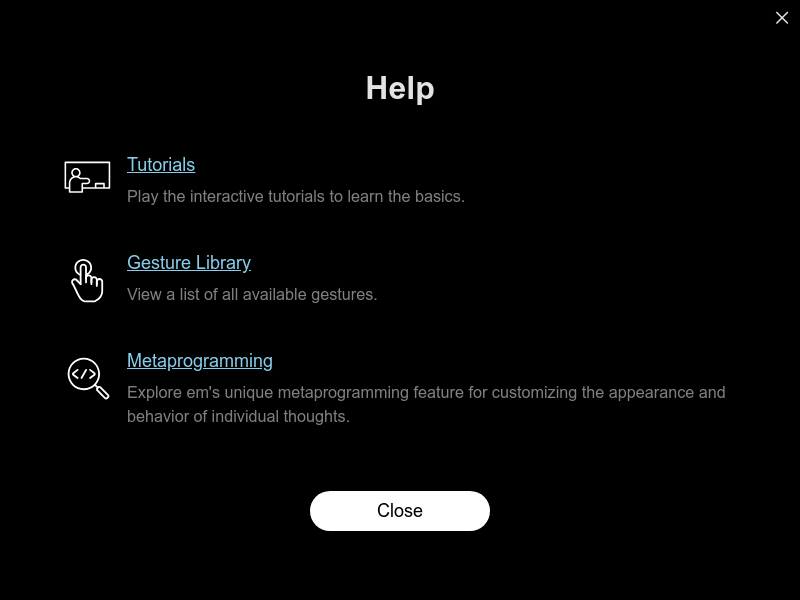 Help
Tutorials
Play the interactive tutorials to learn the basics.
Gesture Library
View a list of all available gestures.
Metaprogramming
Explore em's unique metaprogramming feature for customizing the appearance and
behavior of individual thoughts.
Close